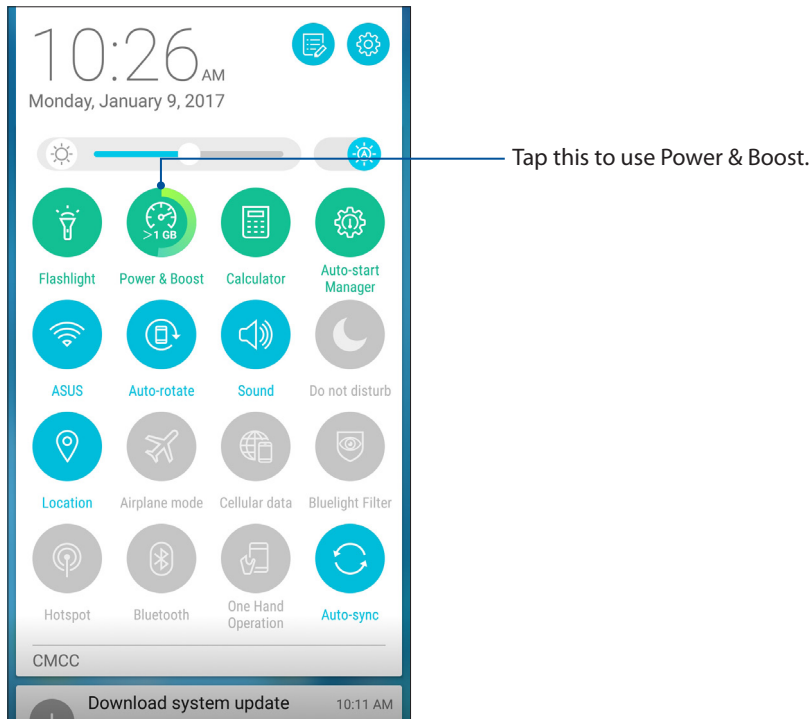 10:26 AM
Monday, January 9, 2017
A
Tap this to use Power & Boost.
>1 GB
Flashlight
Power & Boost
Calculator
Auto-start
Manager
ASUS
Auto-rotate
Sound
Do not disturb
Location
Airplane mode
Cellular data
Bluelight Filter
Hotspot
Bluetooth
One Hand
Operation
Auto-sync
CMCC
Download system update 10:11 AM